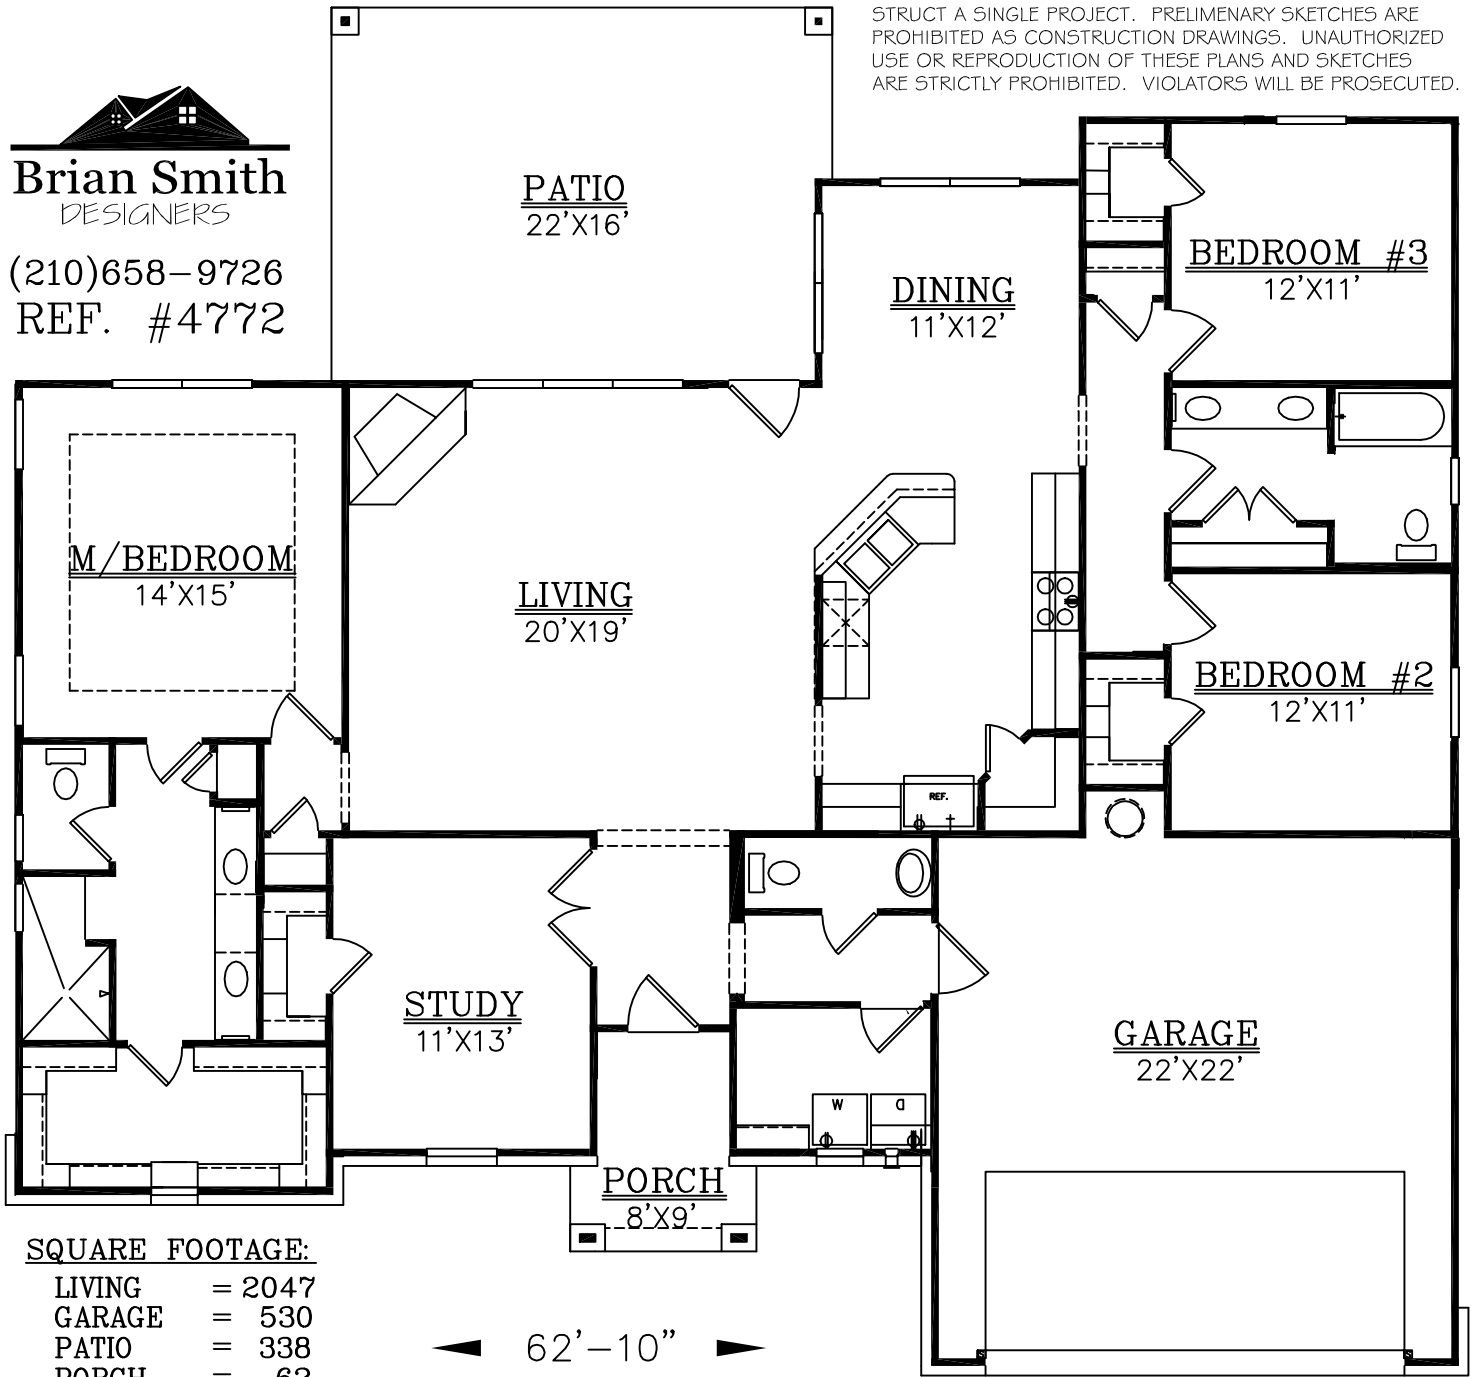 STRUCT A SINGLE PROJECT. PRELIMENARY SKETCHES ARE
PROHIBITED AS CONSTRUCTION DRAWINGS. UNAUTHORIZED
USE OR REPRODUCTION OF THESE PLANS AND SKETCHES
ARE STRICTLY PROHIBITED. VIOLATORS WILL BE PROSECUTED.
Brian Smith
DESIGNERS
(210)658-9726
REF. #4772
PATIO
22'X16'
DINING
11'X12'
BEDROOM #3
12'X11'
M/BEDROOM
14'X15'
LIVING
20'X19'
BEDROOM #2
12'X11'
REF.
STUDY
11'X13'
GARAGE
22'X22'
W
D
PORCH
8'X9'
SQUARE FOOTAGE:
LIVING = 2047
GARAGE = 530
PATIO = 338
PORCH = 62
62'-10"